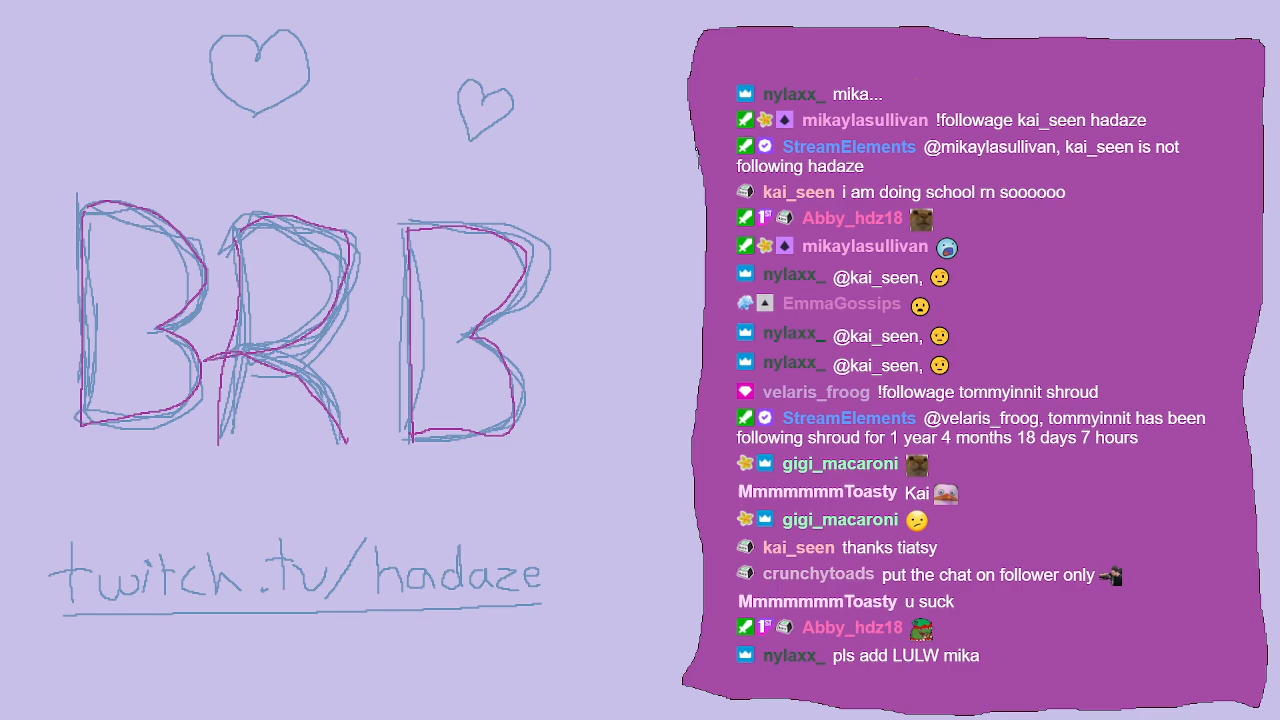 BRB
twitch.tv/hadaze
nylaxx_ mika...
mikaylasullivan !followage kai_seen hadaze
StreamElements @mikaylasullivan, kai_seen is not
following hadaze
kai_seen i am doing school rn soooooo
1ST Abby_hdz18
mikaylasullivan
nylaxx_ @kai_seen,
EmmaGossips
nylaxx_ @kai_seen,
nylaxx_ @kai_seen,
velaris_froog !followage tommyinnit shroud
StreamElements @velaris_froog, tommyinnit has been
following shroud for 1 year 4 months 18 days 7 hours
gigi_macaroni
MmmmmmmToasty Kai
gigi_macaroni
kai_seen thanks tiatsy
crunchytoads put the chat on follower only
MmmmmmmToasty u suck
1ST Abby_hdz18
nylaxx_ pls add LULW mika